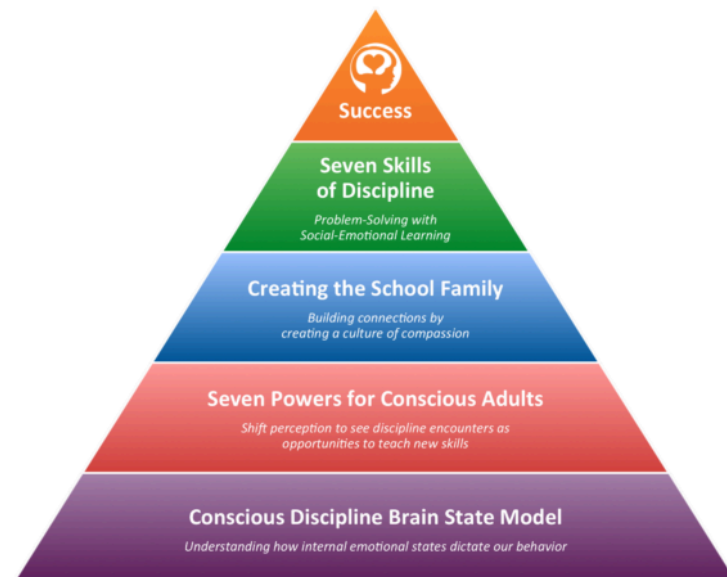 Success
Seven Skills
of Discipline
Problem-Solving with
Social-Emotional Learning
Creating the School Family
Building connections by
creating a culture of compassion
Seven Powers for Conscious Adults
Shift perception to see discipline encounters as
opportunities to teach new skills
Conscious Discipline Brain State Model
Understanding how internal emotional states dictate our behavior